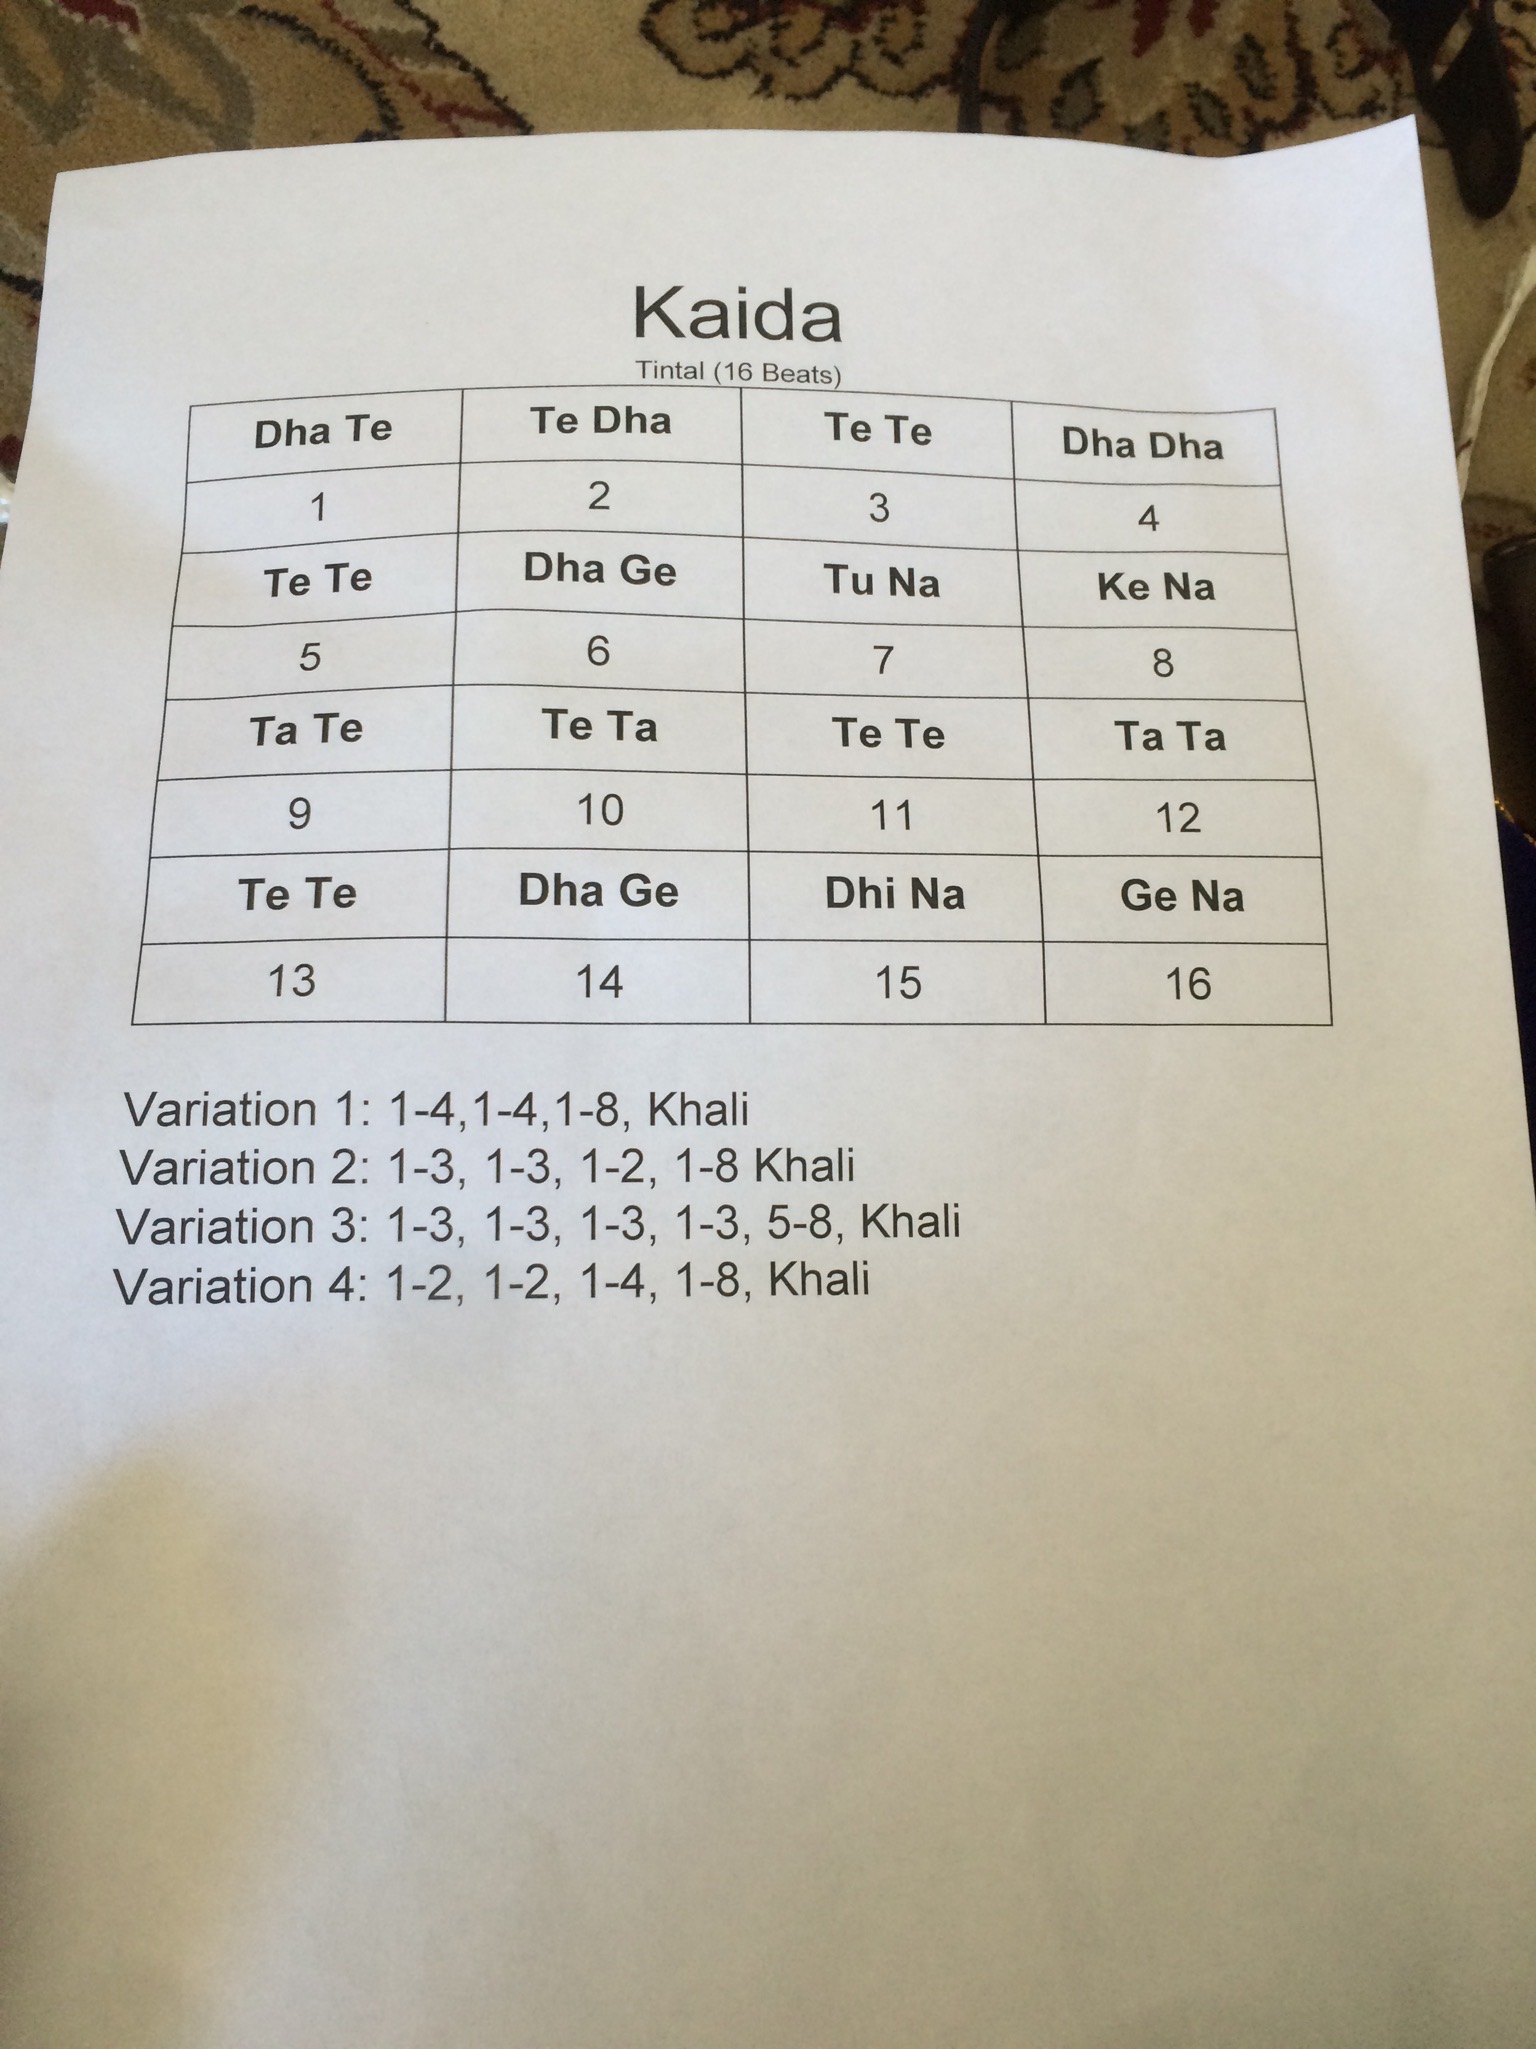 Kaida
Tintal (16 Beats)
Dha Te Te Dha Te Te Dha Dha
1 2 3 4
Te Te Dha Ge Tu Na Ke Na
5 6 7 8
Ta Te Te Ta Te Te Ta Ta
9 10 11 12
Te Te Dha Ge Dhi Na Ge Na
13 14 15 16
Variation 1: 1-4,1-4,1-8, Khali
Variation 2: 1-3, 1-3, 1-2, 1-8 Khali
Variation 3: 1-3, 1-3, 1-3, 1-3, 5-8, Khali
Variation 4: 1-2, 1-2, 1-4, 1-8, Khali